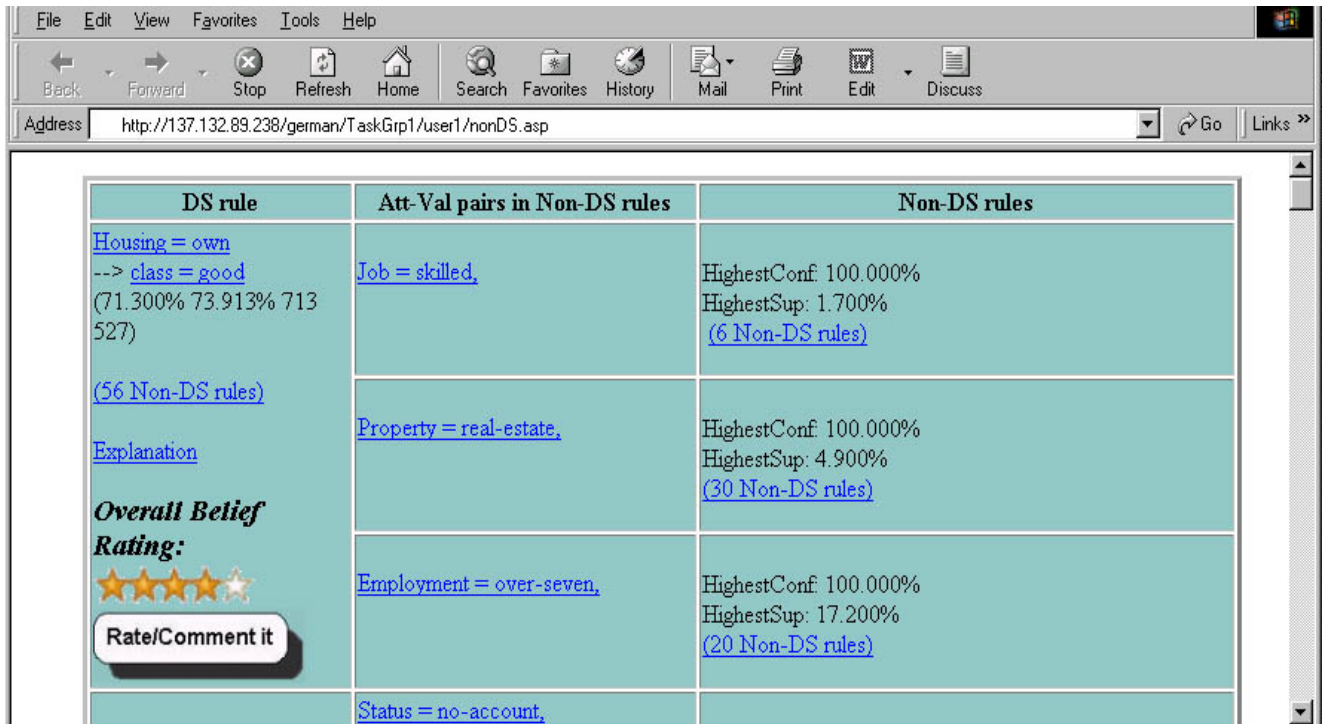 File Edit View Favorites Tools Help
Back Forward Stop Refresh Home Search Favorites History Mail Print Edit Discuss
Address http://137.132.89.238/german/TaskGrp1/user1/nonDS.asp Go Links »
DS rule Att-Val pairs in Non-DS rules Non-DS rules
Housing = own
--> class = good
(71.300% 73.913% 713
527)
(56 Non-DS rules)
Explanation
Overall Belief
Rating:
Rate/Comment it
Job = skilled,
HighestConf: 100.000%
HighestSup: 1.700%
(6 Non-DS rules)
Property = real-estate,
HighestConf: 100.000%
HighestSup: 4.900%
(30 Non-DS rules)
Employment = over-seven,
HighestConf: 100.000%
HighestSup: 17.200%
(20 Non-DS rules)
Status = no-account,